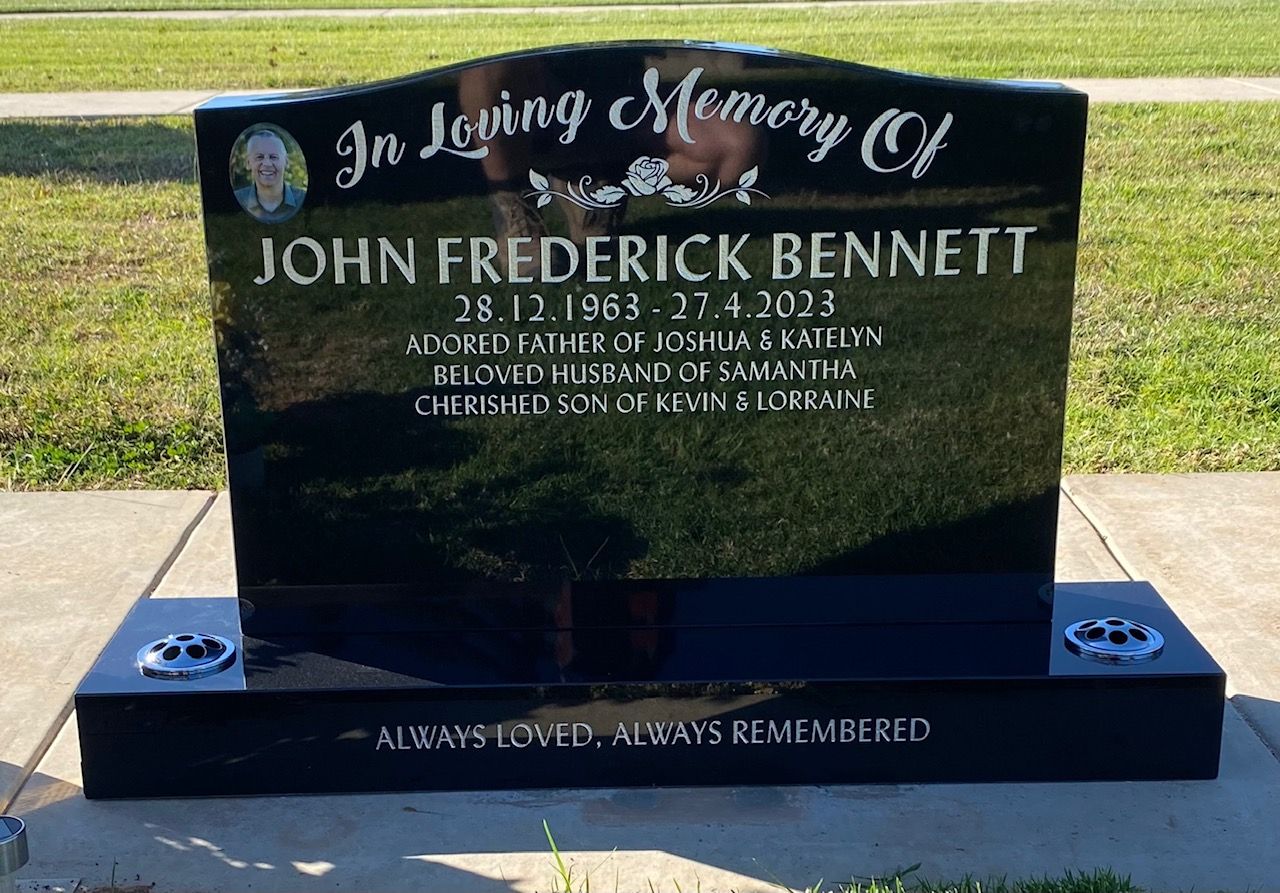 In Loving Memory Of
JOHN FREDERICK BENNETT
28.12.1963 - 27.4.2023
ADORED FATHER OF JOSHUA & KATELYN
BELOVED HUSBAND OF SAMANTHA
CHERISHED SON OF KEVIN & LORRAINE
ALWAYS LOVED, ALWAYS REMEMBERED